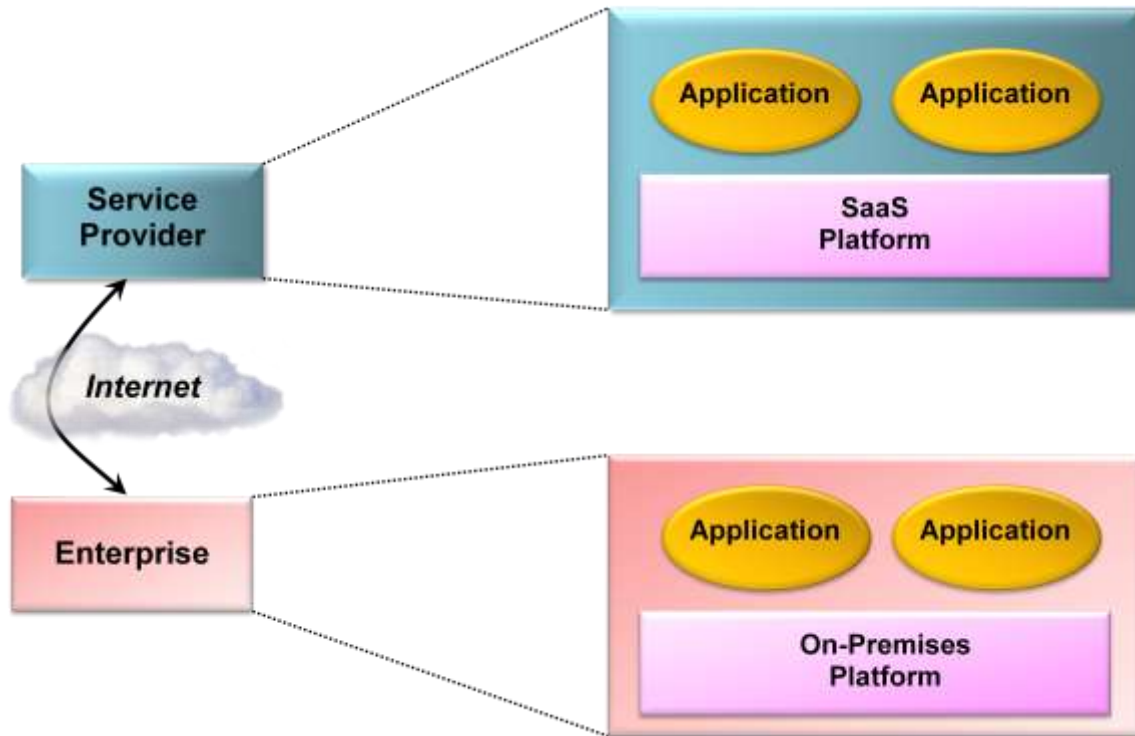 Application
Application
SaaS
Platform
Service
Provider
Internet
Enterprise
Application
Application
On-Premises
Platform